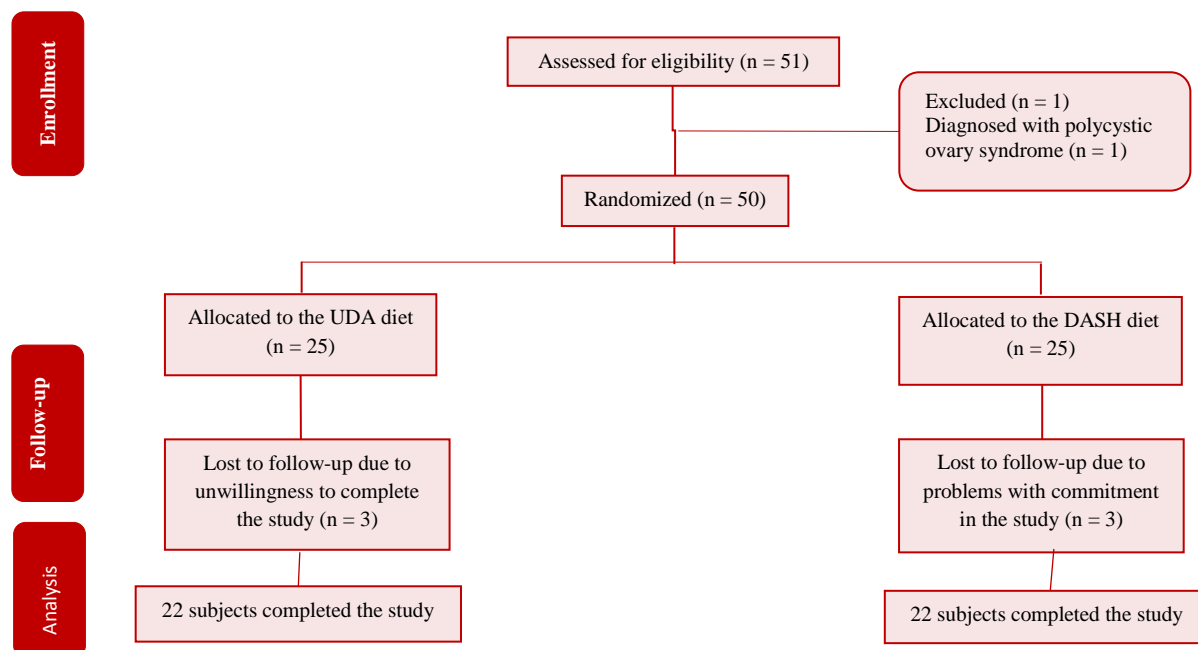 Enrollment
Assessed for eligibility (n = 51)
Excluded (n = 1)
Diagnosed with polycystic
ovary syndrome (n = 1)
Randomized (n = 50)
Allocated to the UDA diet
(n = 25)
Allocated to the DASH diet
(n = 25)
Follow-up
Lost to follow-up due to
unwillingness to complete
the study (n = 3)
Lost to follow-up due to
problems with commitment
in the study (n = 3)
Analysis
22 subjects completed the study
22 subjects completed the study